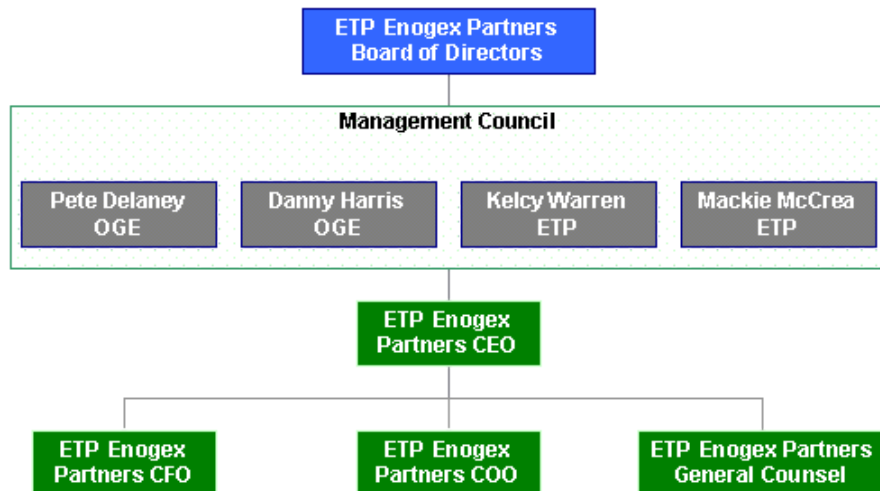 ETP Enogex Partners
Board of Directors
Management Council
Pete Delaney
OGE
Danny Harris
OGE
Kelcy Warren
ETP
Mackie McCrea
ETP
ETP Enogex
Partners CEO
ETP Enogex
Partners CFO
ETP Enogex
Partners COO
ETP Enogex Partners
General Counsel